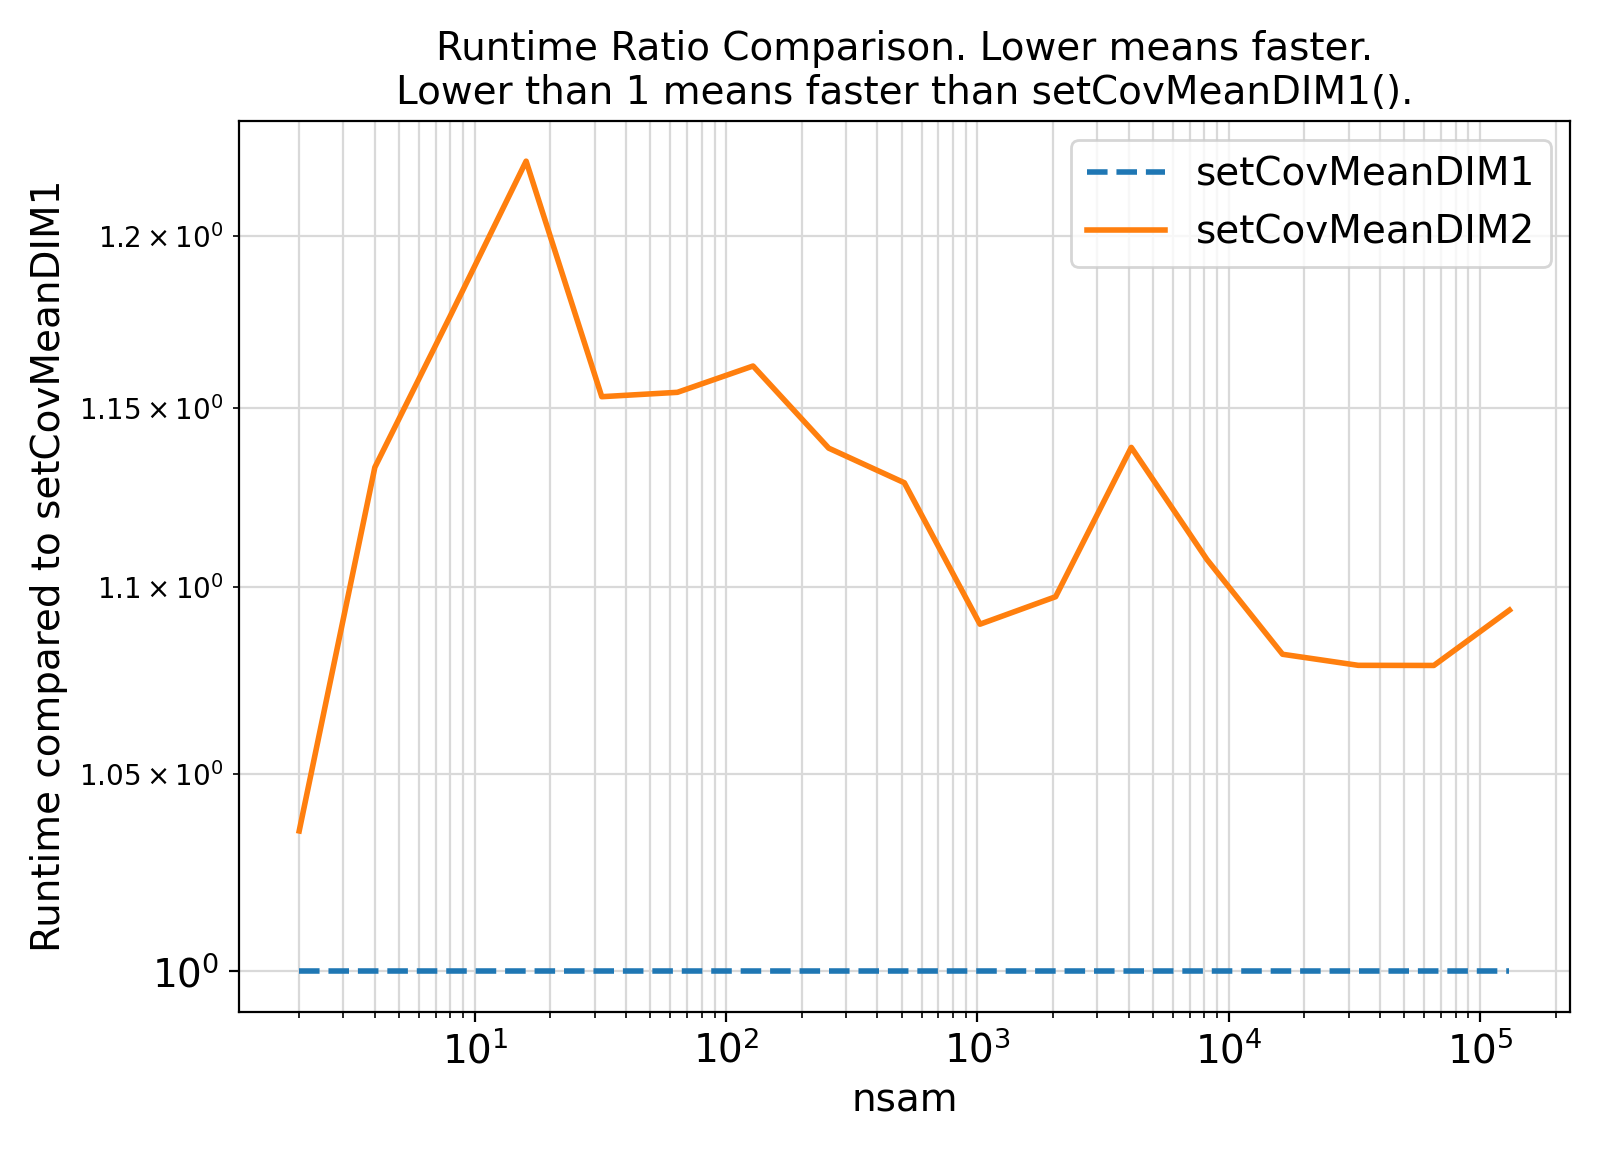 Runtime Ratio Comparison. Lower means faster.
Lower than 1 means faster than setCovMeanDIM1().
setCovMeanDIM1
setCovMeanDIM2
Runtime compared to setCovMeanDIM1
1.2 × 10⁰
1.15 × 10⁰
1.1 × 10⁰
1.05 × 10⁰
10⁰
10¹ 10² 10³ 10⁴ 10⁵
nsam